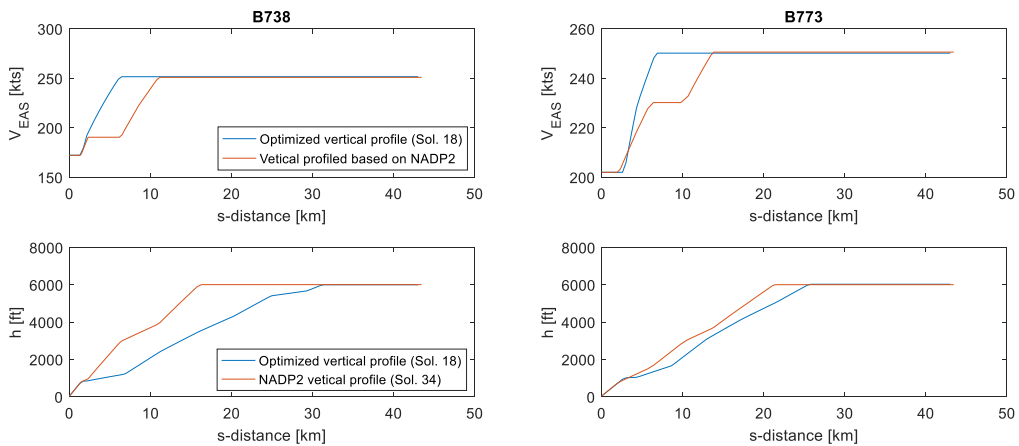 B738
300
250
200
150
V_EAS [kts]
Optimized vertical profile (Sol. 18)
Vetical profiled based on NADP2
0 10 20 30 40 50
s-distance [km]
B773
260
240
220
200
V_EAS [kts]
0 10 20 30 40 50
s-distance [km]
8000
6000
4000
2000
0
h [ft]
Optimized vertical profile (Sol. 18)
NADP2 vetical profile (Sol. 34)
0 10 20 30 40 50
s-distance [km]
8000
6000
4000
2000
0
h [ft]
0 10 20 30 40 50
s-distance [km]